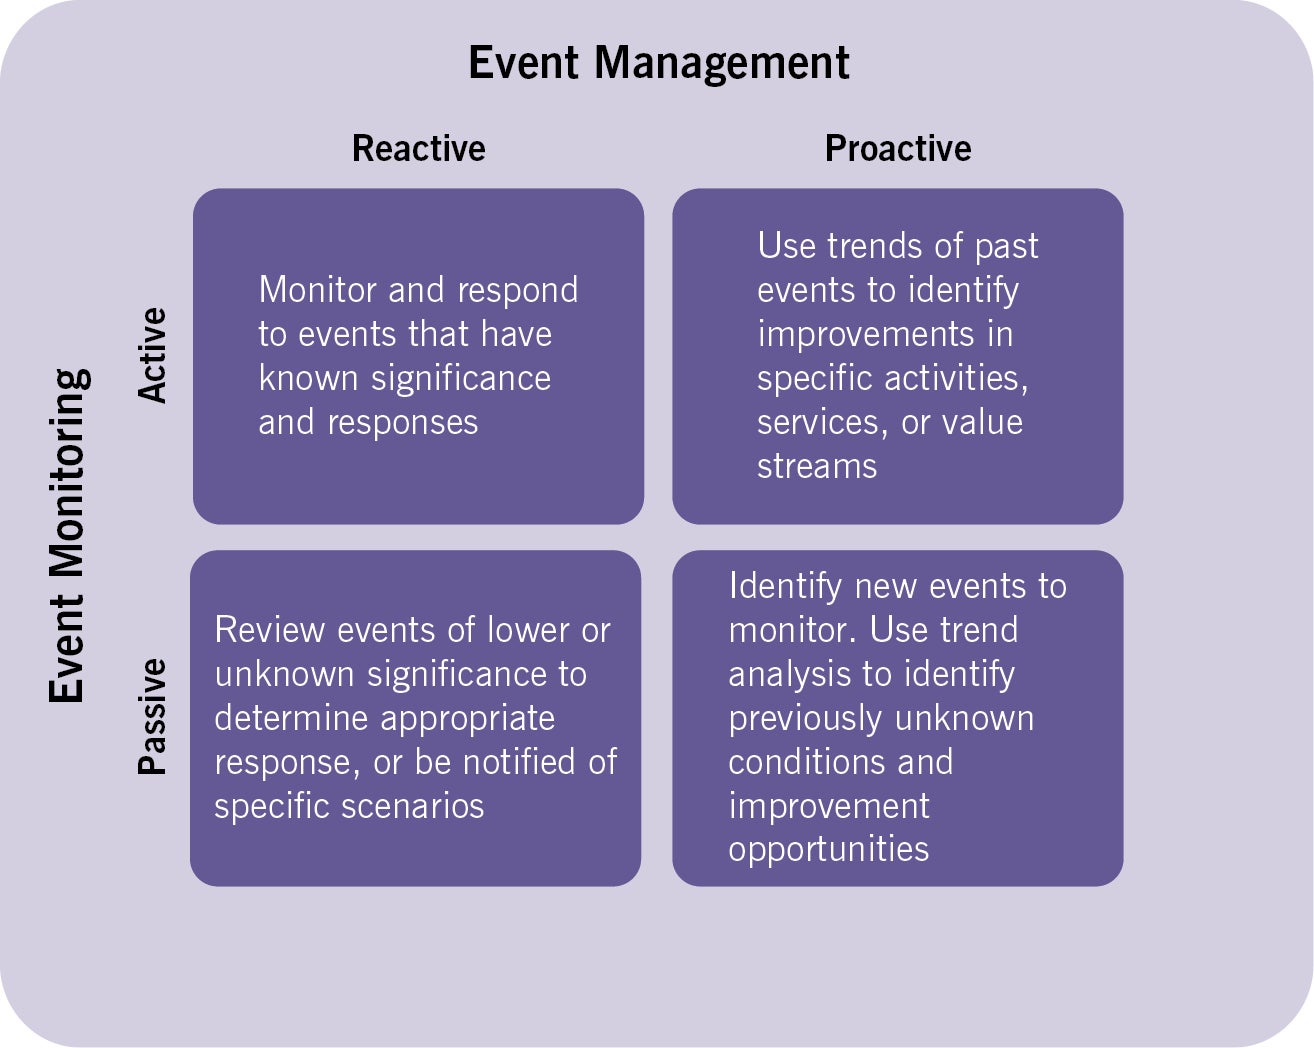 Event Management
Reactive
Proactive
Event Monitoring
Active
Monitor and respond
to events that have
known significance
and responses
Use trends of past
events to identify
improvements in
specific activities,
services, or value
streams
Passive
Review events of lower or
unknown significance to
determine appropriate
response, or be notified of
specific scenarios
Identify new events to
monitor. Use trend
analysis to identify
previously unknown
conditions and
improvement
opportunities